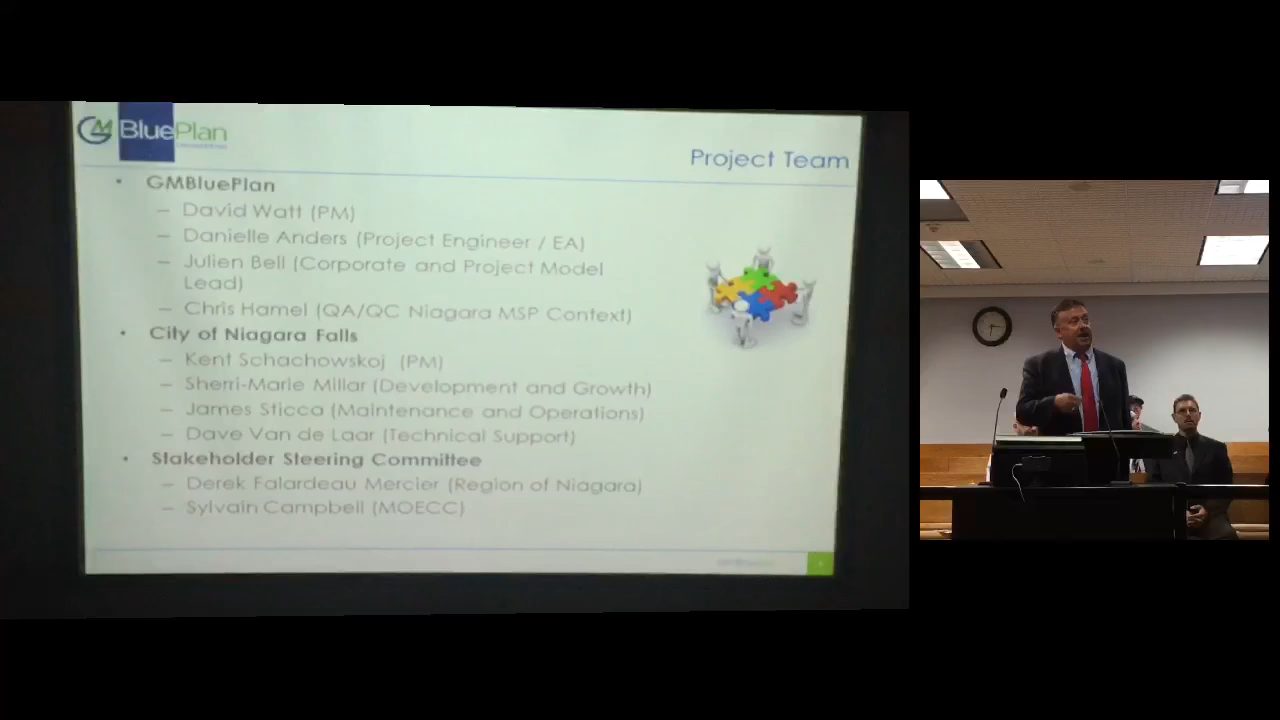 GM BluePlan
Project Team
• GMBluePlan
– David Watt (PM)
– Danielle Anders (Project Engineer / EA)
– Julien Bell (Corporate and Project Model
Lead)
– Chris Hamel (QA/QC Niagara MSP Context)
• City of Niagara Falls
– Kent Schachowskoj (PM)
– Sherri-Marie Millar (Development and Growth)
– James Sticca (Maintenance and Operations)
– Dave Van de Laar (Technical Support)
• Stakeholder Steering Committee
– Derek Falardeau Mercier (Region of Niagara)
– Sylvain Campbell (MOECC)